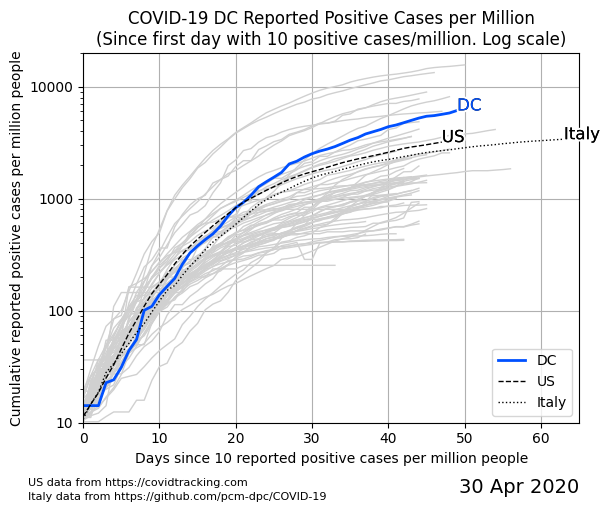 COVID-19 DC Reported Positive Cases per Million
(Since first day with 10 positive cases/million. Log scale)
Cumulative reported positive cases per million people
10000
1000
100
10
DC
US
Italy
DC
US
Italy
0 10 20 30 40 50 60
Days since 10 reported positive cases per million people
US data from https://covidtracking.com
Italy data from https://github.com/pcm-dpc/COVID-19
30 Apr 2020